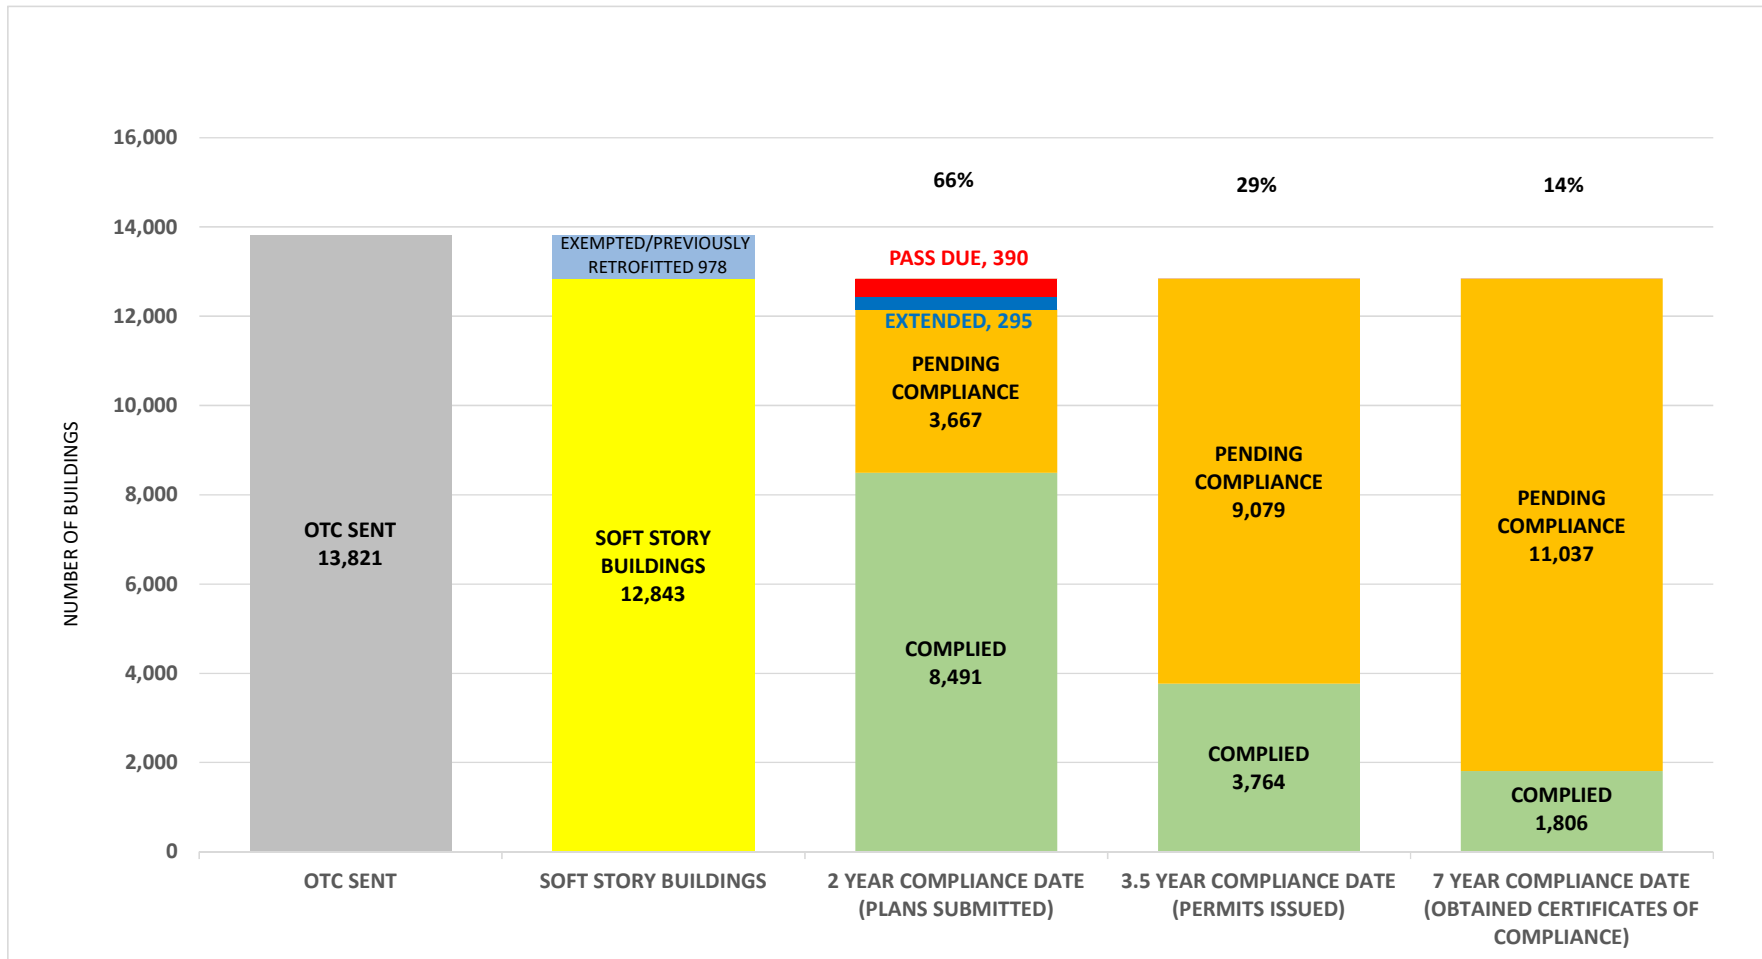 66%
29%
14%
16,000
14,000
12,000
10,000
8,000
6,000
4,000
2,000
0
NUMBER OF BUILDINGS
OTC SENT
13,821
EXEMPTED/PREVIOUSLY
RETROFITTED 978
SOFT STORY
BUILDINGS
12,843
PASS DUE, 390
EXTENDED, 295
PENDING
COMPLIANCE
3,667
COMPLIED
8,491
PENDING
COMPLIANCE
9,079
COMPLIED
3,764
PENDING
COMPLIANCE
11,037
COMPLIED
1,806
OTC SENT
SOFT STORY BUILDINGS
2 YEAR COMPLIANCE DATE
(PLANS SUBMITTED)
3.5 YEAR COMPLIANCE DATE
(PERMITS ISSUED)
7 YEAR COMPLIANCE DATE
(OBTAINED CERTIFICATES OF
COMPLIANCE)